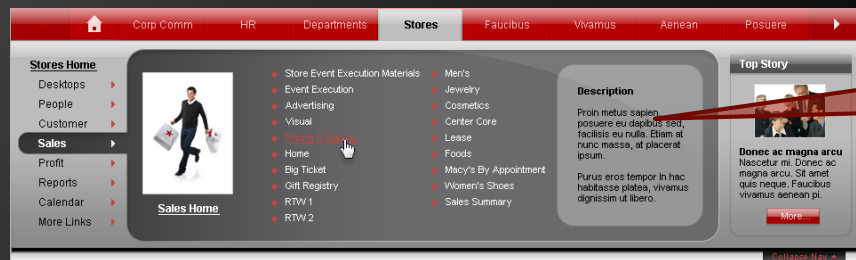 Corp Comm
HR
Departments
Stores
Faucibus
Vivamus
Aenean
Posuere
Stores Home
Desktops
People
Customer
Sales
Profit
Reports
Calendar
More Links
Sales Home
Store Event Execution Materials
Event Execution
Advertising
Visual
Pricing & Signing
Home
Big Ticket
Gift Registry
RTW 1
RTW 2
Men's
Jewelry
Cosmetics
Center Core
Lease
Foods
Macy's By Appointment
Women's Shoes
Sales Summary
Description
Proin metus sapien,
posuere eu dapibus sed,
facilisis eu nulla. Etiam at
nunc massa, at placerat
ipsum.
Purus eros tempor In hac
habitasse platea, vivamus
dignissim ut libero.
Top Story
Donec ac magna arcu
Nascetur mi. Donec ac
magna arcu. Sit amet
quis neque. Faucibus
vivamus aenean pi.
More...
Collapse Nav